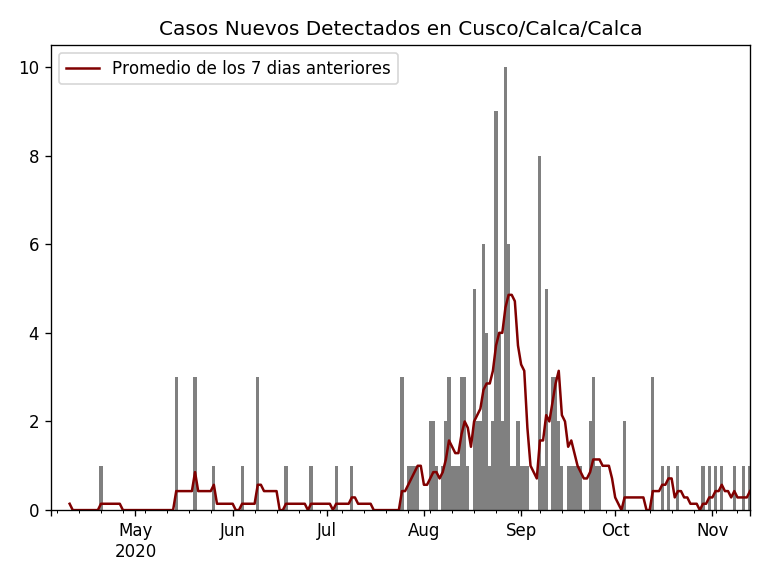 Casos Nuevos Detectados en Cusco/Calca/Calca
Promedio de los 7 dias anteriores
10
8
6
4
2
0
May Jun Jul Aug Sep Oct Nov
2020